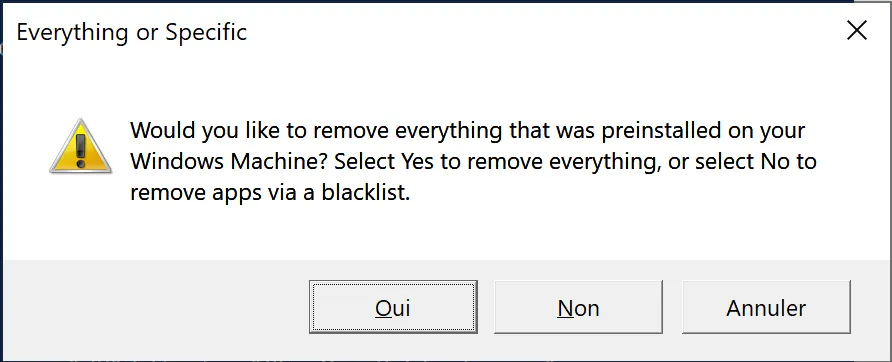 Everything or Specific
Would you like to remove everything that was preinstalled on your
Windows Machine? Select Yes to remove everything, or select No to
remove apps via a blacklist.
Oui
Non
Annuler